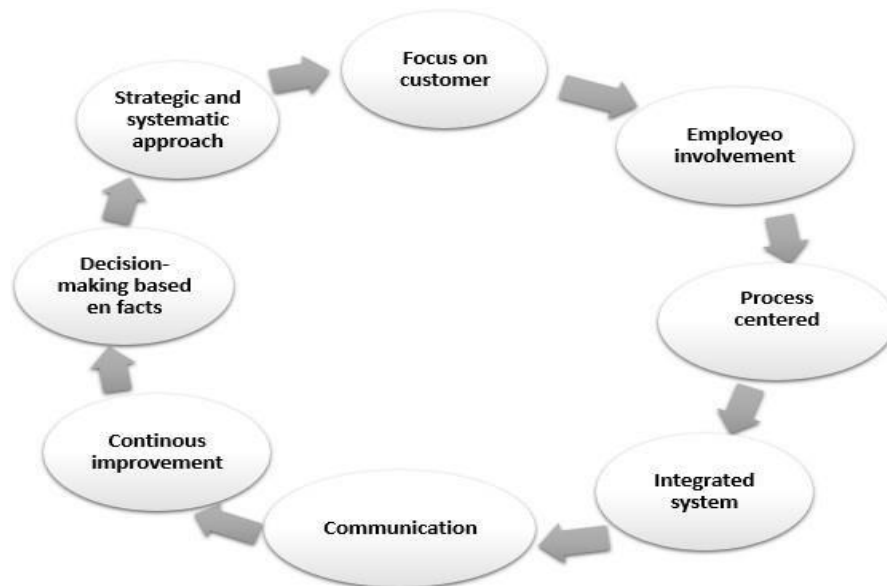 Focus on
customer
Employeo
involvement
Process
centered
Integrated
system
Communication
Continous
improvement
Decision-
making based
en facts
Strategic and
systematic
approach